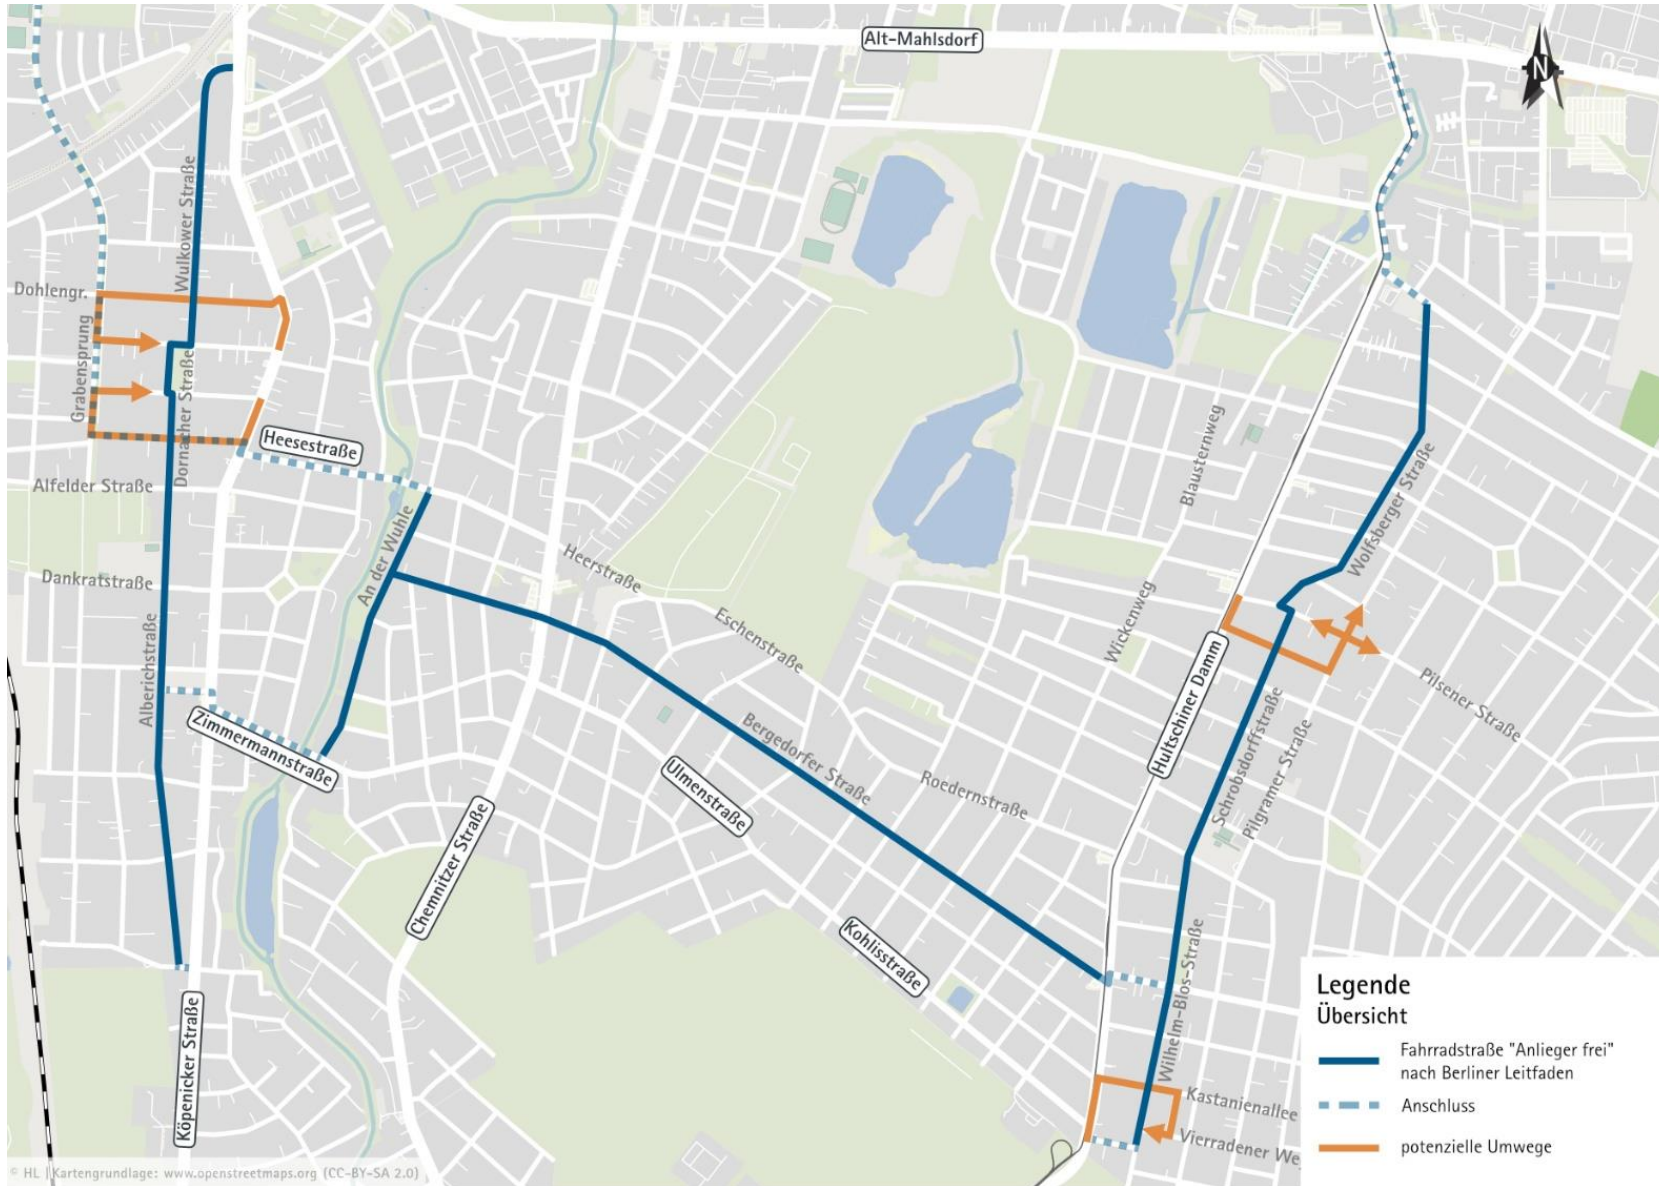 Alt-Mahlsdorf
N
Wulkower Straße
Dohlengr.
Grabensprung
Dornacher Straße
Heesestraße
Alfelder Straße
Blausternweg
Wolfsberger Straße
An der Wuhle
Heerstraße
Dankratstraße
Eschenstraße
Wickenweg
Alberichstraße
Hultschiner Damm
Pilsener Straße
Zimmermannstraße
Bergedorfer Straße
Schrobsdorffstraße
Pilgramer Straße
Roedernstraße
Ulmenstraße
Chemnitzer Straße
Kohlisstraße
Wilhelm-Blos-Straße
Köpenicker Straße
Kastanienallee
Vierradener We
Legende
Übersicht
Fahrradstraße "Anlieger frei"
nach Berliner Leitfaden
Anschluss
potenzielle Umwege
© HL | Kartengrundlage: www.openstreetmaps.org (CC-BY-SA 2.0)